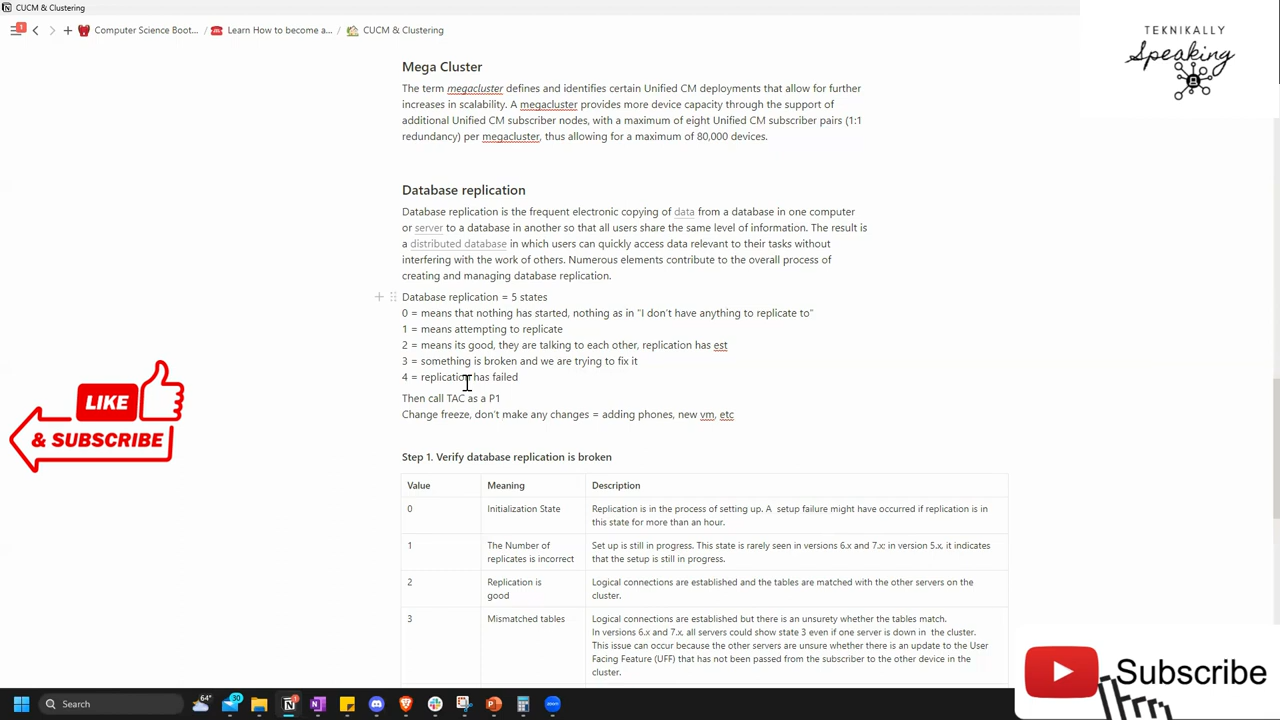 CUCM & Clustering
1
Computer Science Boot... / Learn How to become a... / CUCM & Clustering
TEKNIKALLY
Speaking
Mega Cluster
The term megacluster defines and identifies certain Unified CM deployments that allow for further
increases in scalability. A megacluster provides more device capacity through the support of
additional Unified CM subscriber nodes, with a maximum of eight Unified CM subscriber pairs (1:1
redundancy) per megacluster, thus allowing for a maximum of 80,000 devices.
Database replication
Database replication is the frequent electronic copying of data from a database in one computer
or server to a database in another so that all users share the same level of information. The result is
a distributed database in which users can quickly access data relevant to their tasks without
interfering with the work of others. Numerous elements contribute to the overall process of
creating and managing database replication.
Database replication = 5 states
0 = means that nothing has started, nothing as in "I don't have anything to replicate to"
1 = means attempting to replicate
2 = means its good, they are talking to each other, replication has est
3 = something is broken and we are trying to fix it
4 = replication has failed
Then call TAC as a P1
Change freeze, don't make any changes = adding phones, new vm, etc
LIKE
& SUBSCRIBE
Step 1. Verify database replication is broken
Value Meaning Description
0 Initialization State Replication is in the process of setting up. A setup failure might have occurred if replication is in
this state for more than an hour.
1 The Number of
replicates is incorrect Set up is still in progress. This state is rarely seen in versions 6.x and 7.x; in version 5.x, it indicates
that the setup is still in progress.
2 Replication is
good Logical connections are established and the tables are matched with the other servers on the
cluster.
3 Mismatched tables Logical connections are established but there is an unsurety whether the tables match.
In versions 6.x and 7.x, all servers could show state 3 even if one server is down in the cluster.
This issue can occur because the other servers are unsure whether there is an update to the User
Facing Feature (UFF) that has not been passed from the subscriber to the other device in the
cluster.
Subscribe
Search
64°
30